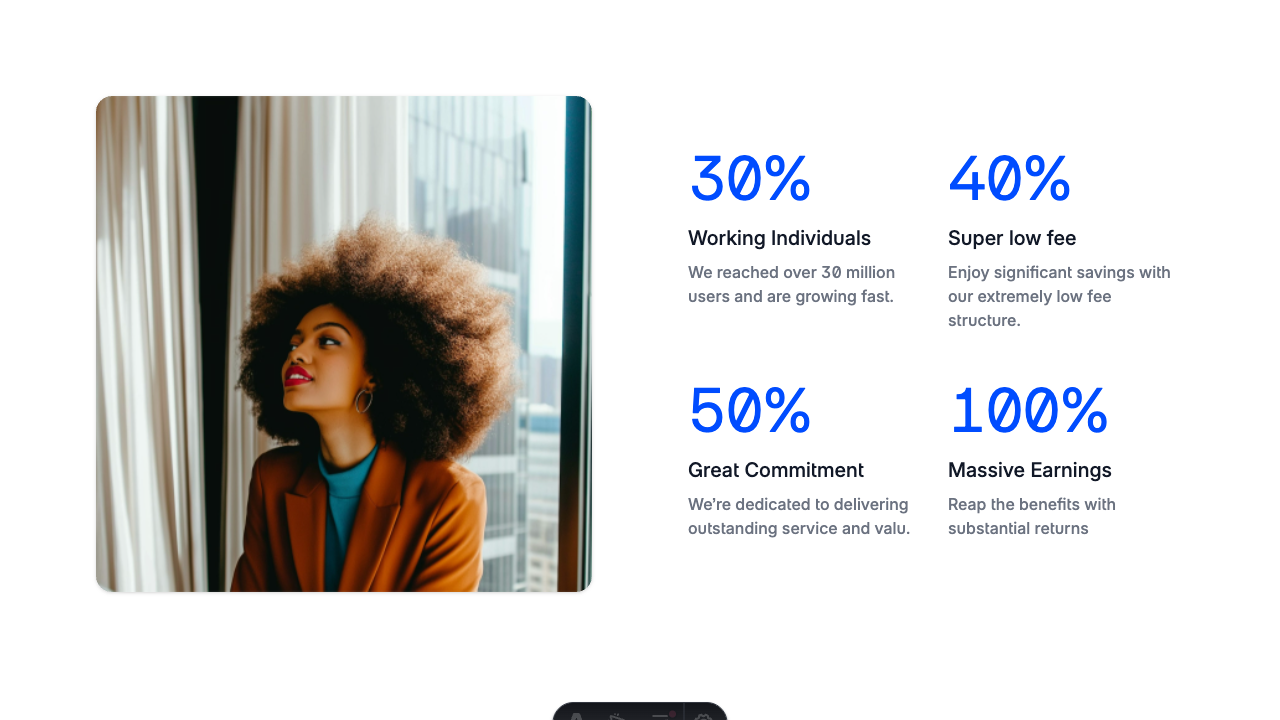 30%
Working Individuals
We reached over 30 million
users and are growing fast.
40%
Super low fee
Enjoy significant savings with
our extremely low fee
structure.
50%
Great Commitment
We're dedicated to delivering
outstanding service and valu.
100%
Massive Earnings
Reap the benefits with
substantial returns